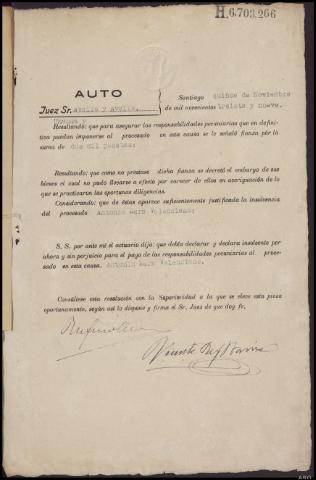 H.6.703.266
AUTO
Santiago quince de Noviembre
Juez Sr. Avello y Avello.
de mil novecientos treinta y nueve.
Resultando: que para asegurar las responsabilidades pecuniarias que en defini-
tiva puedan imponerse al procesado en esta causa se le señaló fianza por la
suma de dos mil pesetas:
Resultando: que como no prestase dicha fianza se decretó el embargo de sus
bienes el cual no pudo llevarse a efecto por carecer de ellos en averiguación de lo
que se practicaron las oportunas diligencias.
Considerando: que de éstas aparece suficientemente justificada la insolvencia
del procesado Antonio Mera Valenciano:
S. S. por ante mí el actuario dijo: que debía declarar y declara insolvente por
ahora y sin perjuicio para el pago de las responsabilidades pecuniarias al proce-
sado en esta causa. Antonio Mera Valenciano.
Consúltese esta resolución con la Superioridad a la que se eleve esta pieza
oportunamente, según así lo dispuso y firma el Sr. Juez de que doy fe.
Vicente Rey